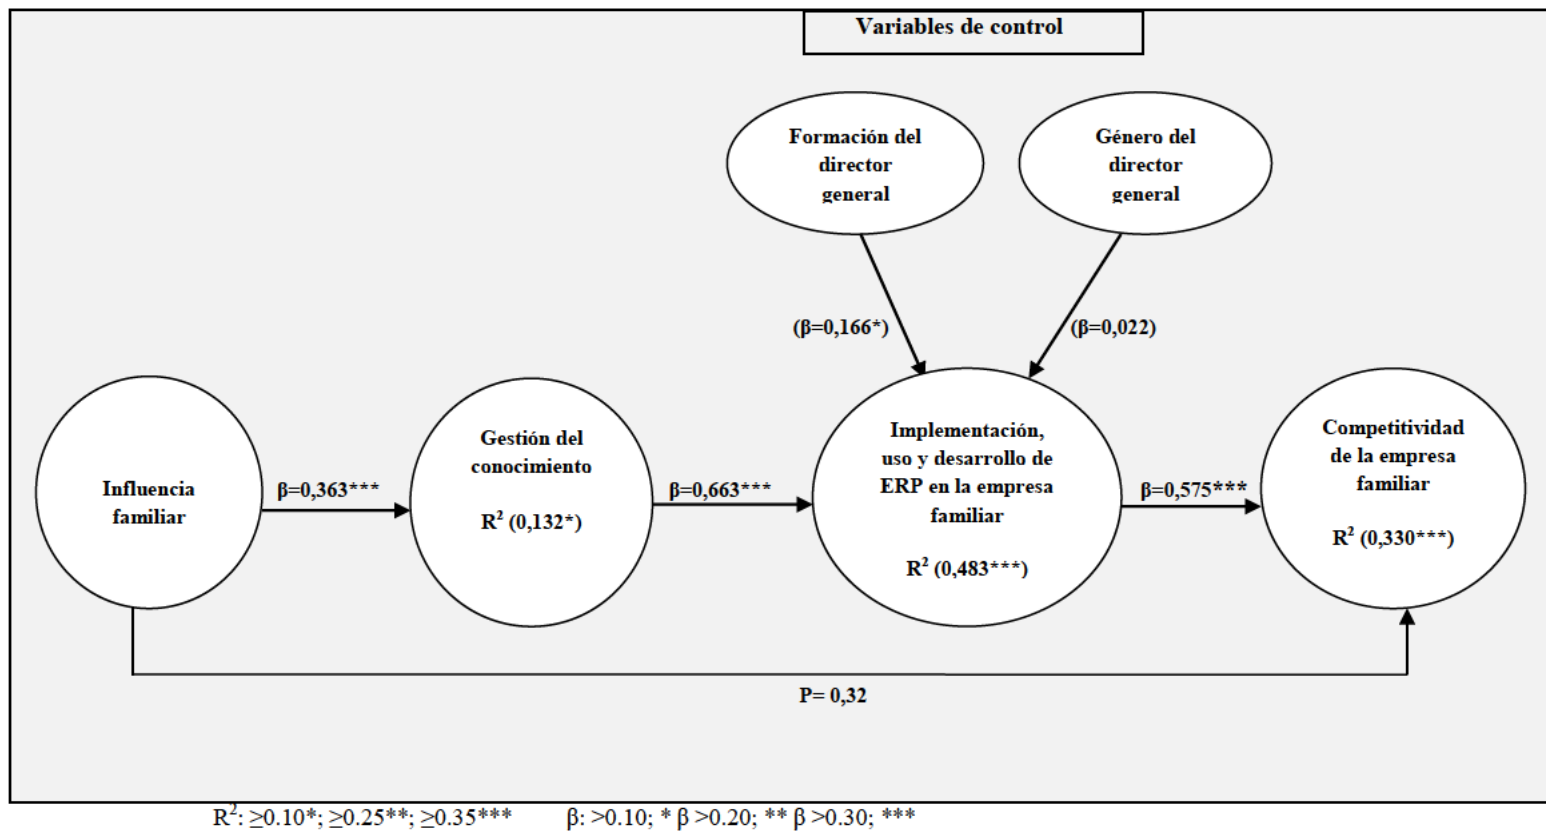 Variables de control
Formación del
director
general
Género del
director
general
(β=0,166*)
(β=0,022)
Influencia
familiar
β=0,363***
Gestión del
conocimiento
R² (0,132*)
β=0,663***
Implementación,
uso y desarrollo de
ERP en la empresa
familiar
R² (0,483***)
β=0,575***
Competitividad
de la empresa
familiar
R² (0,330***)
P= 0,32
R²: ≥0.10*; ≥0.25**; ≥0.35*** β: >0.10; * β >0.20; ** β >0.30; ***